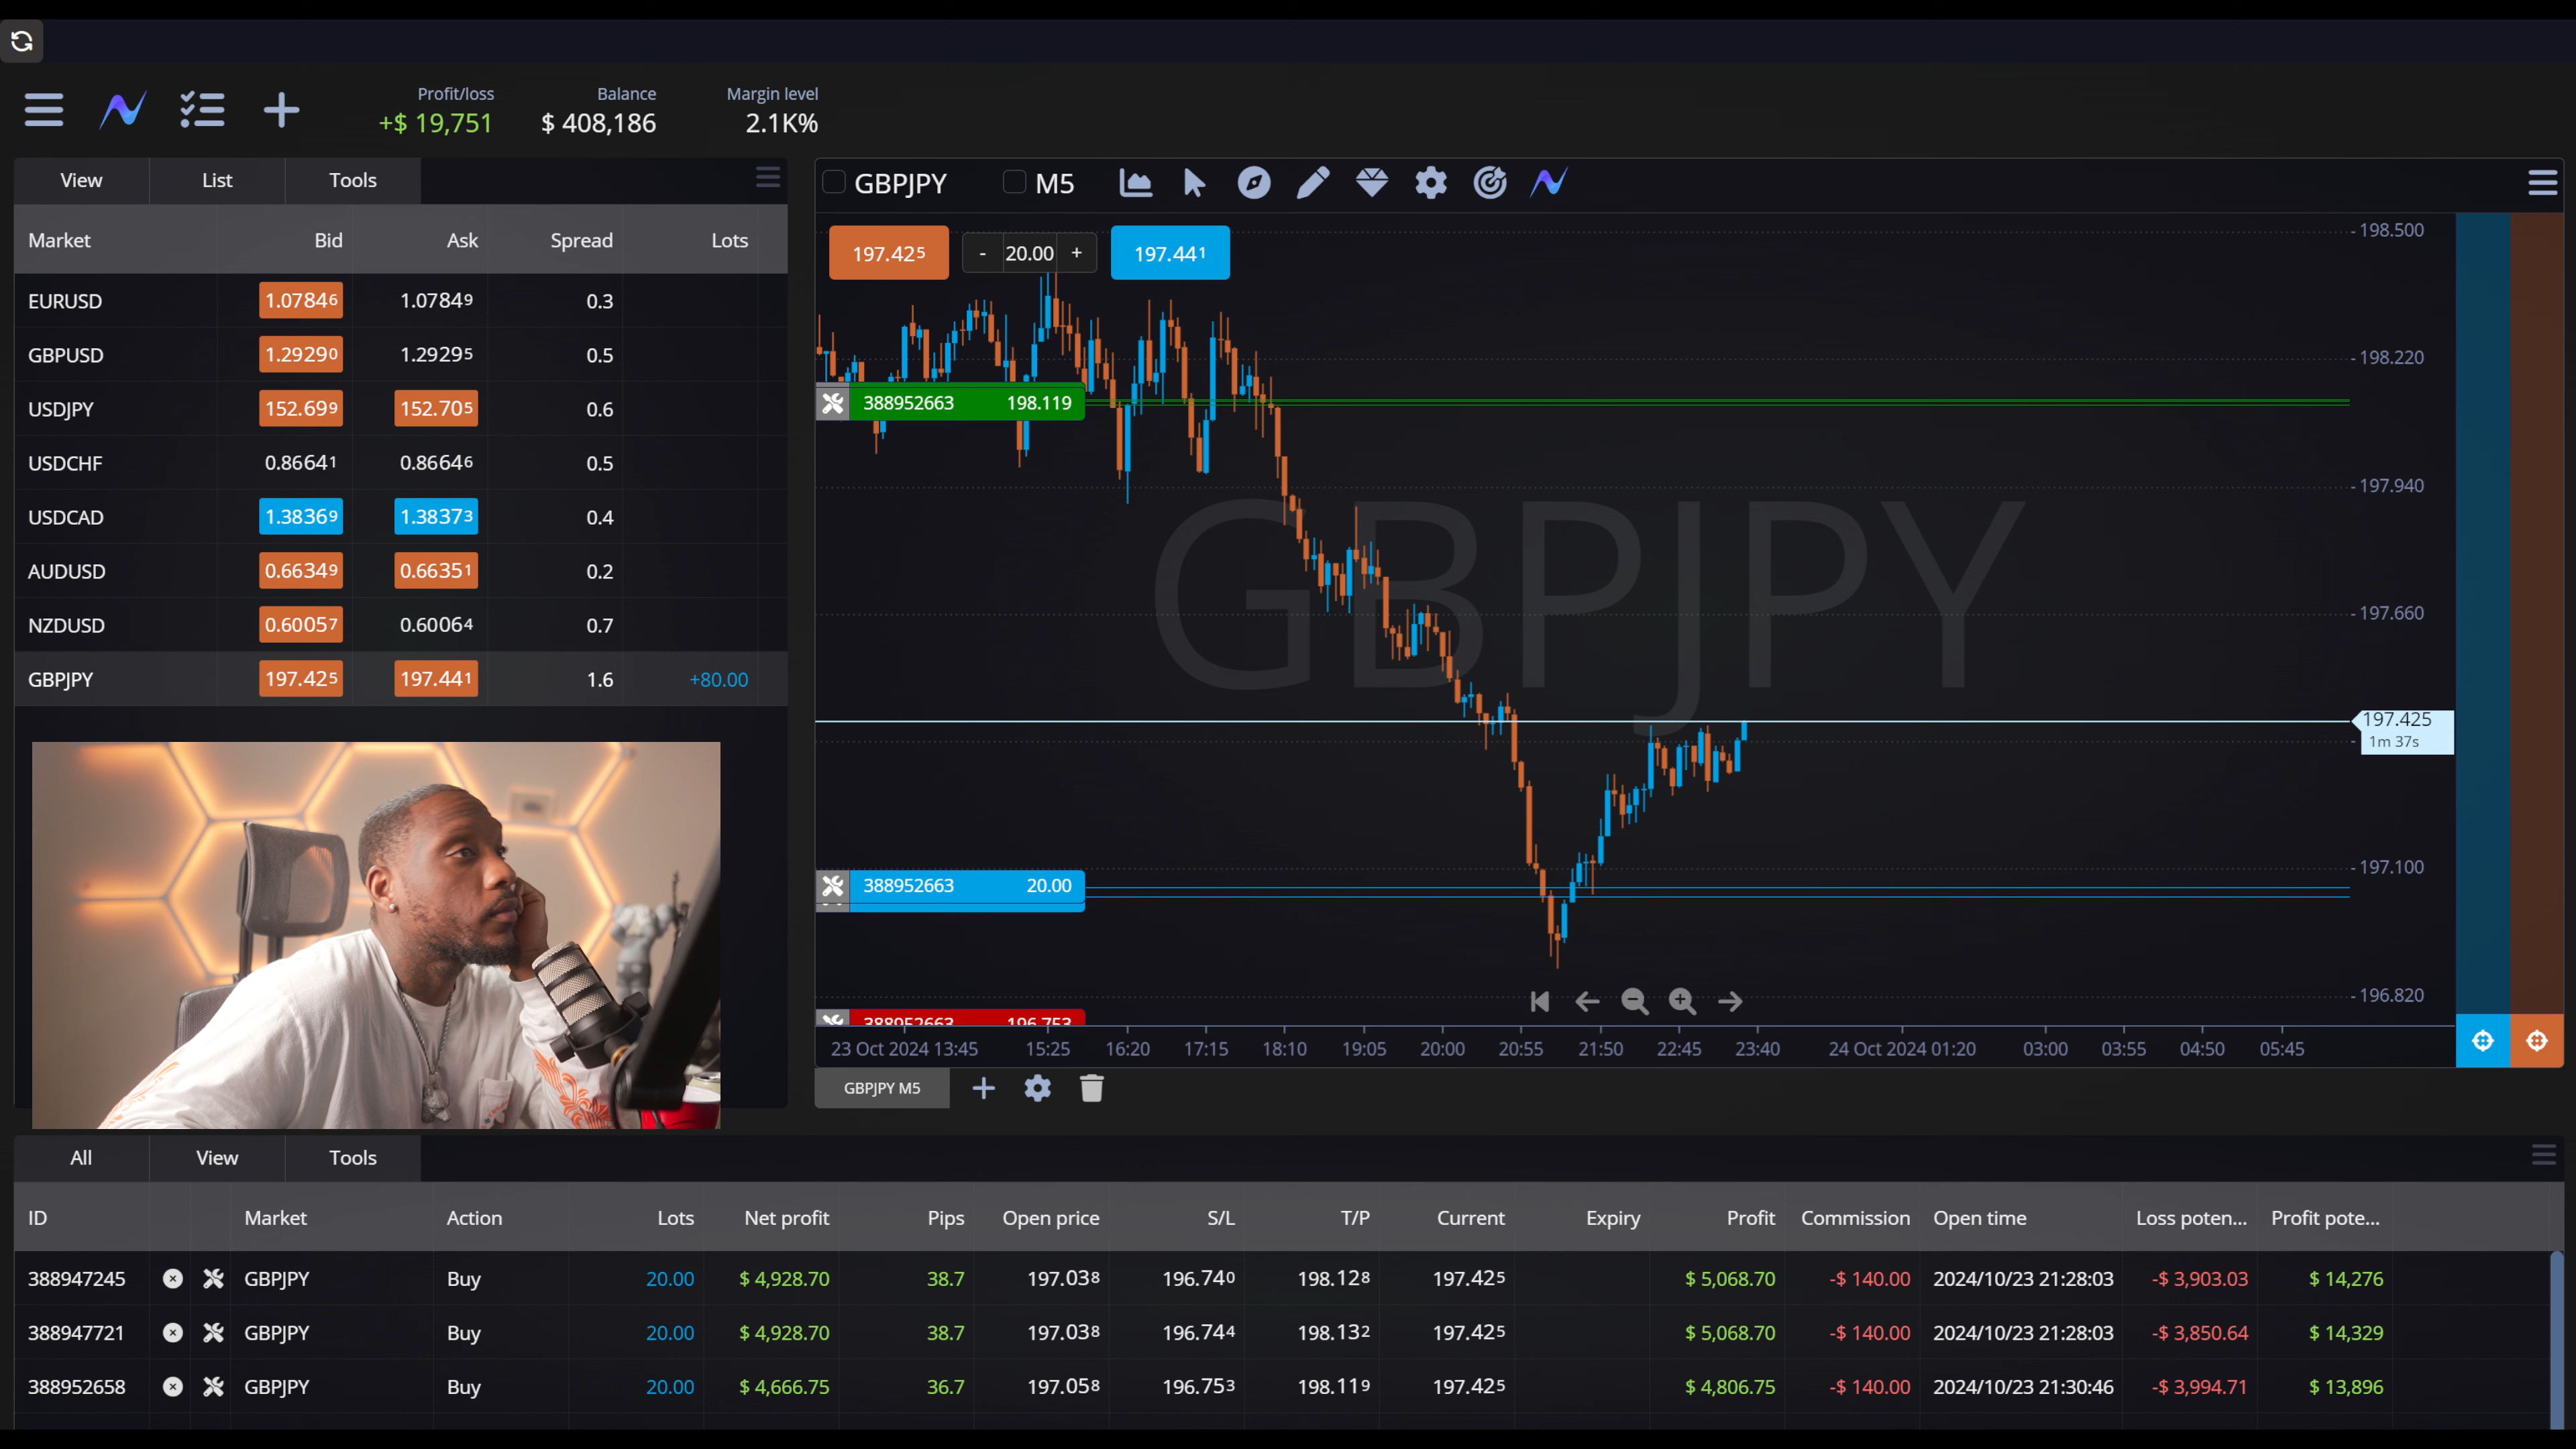 Profit/loss Balance Margin level
+$ 19,751 $ 408,186 2.1K%
View List Tools
Market Bid Ask Spread Lots
EURUSD 1.07846 1.07849 0.3
GBPUSD 1.29290 1.29295 0.5
USDJPY 152.699 152.705 0.6
USDCHF 0.86641 0.86646 0.5
USDCAD 1.38369 1.38373 0.4
AUDUSD 0.66349 0.66351 0.2
NZDUSD 0.60057 0.60064 0.7
GBPJPY 197.425 197.441 1.6 +80.00
GBPJPY M5
197.425 - 20.00 + 197.441
198.500
198.220
388952663 198.119
197.940
GBPJPY
197.660
197.425
1m 37s
197.100
388952663 20.00
196.820
388952663 196.753
23 Oct 2024 13:45 15:25 16:20 17:15 18:10 19:05 20:00 20:55 21:50 22:45 23:40 24 Oct 2024 01:20 03:00 03:55 04:50 05:45
GBPJPY M5
All View Tools
ID Market Action Lots Net profit Pips Open price S/L T/P Current Expiry Profit Commission Open time Loss poten... Profit pote...
388947245 GBPJPY Buy 20.00 $ 4,928.70 38.7 197.038 196.740 198.128 197.425 $ 5,068.70 -$ 140.00 2024/10/23 21:28:03 -$ 3,903.03 $ 14,276
388947721 GBPJPY Buy 20.00 $ 4,928.70 38.7 197.038 196.744 198.132 197.425 $ 5,068.70 -$ 140.00 2024/10/23 21:28:03 -$ 3,850.64 $ 14,329
388952658 GBPJPY Buy 20.00 $ 4,666.75 36.7 197.058 196.753 198.119 197.425 $ 4,806.75 -$ 140.00 2024/10/23 21:30:46 -$ 3,994.71 $ 13,896